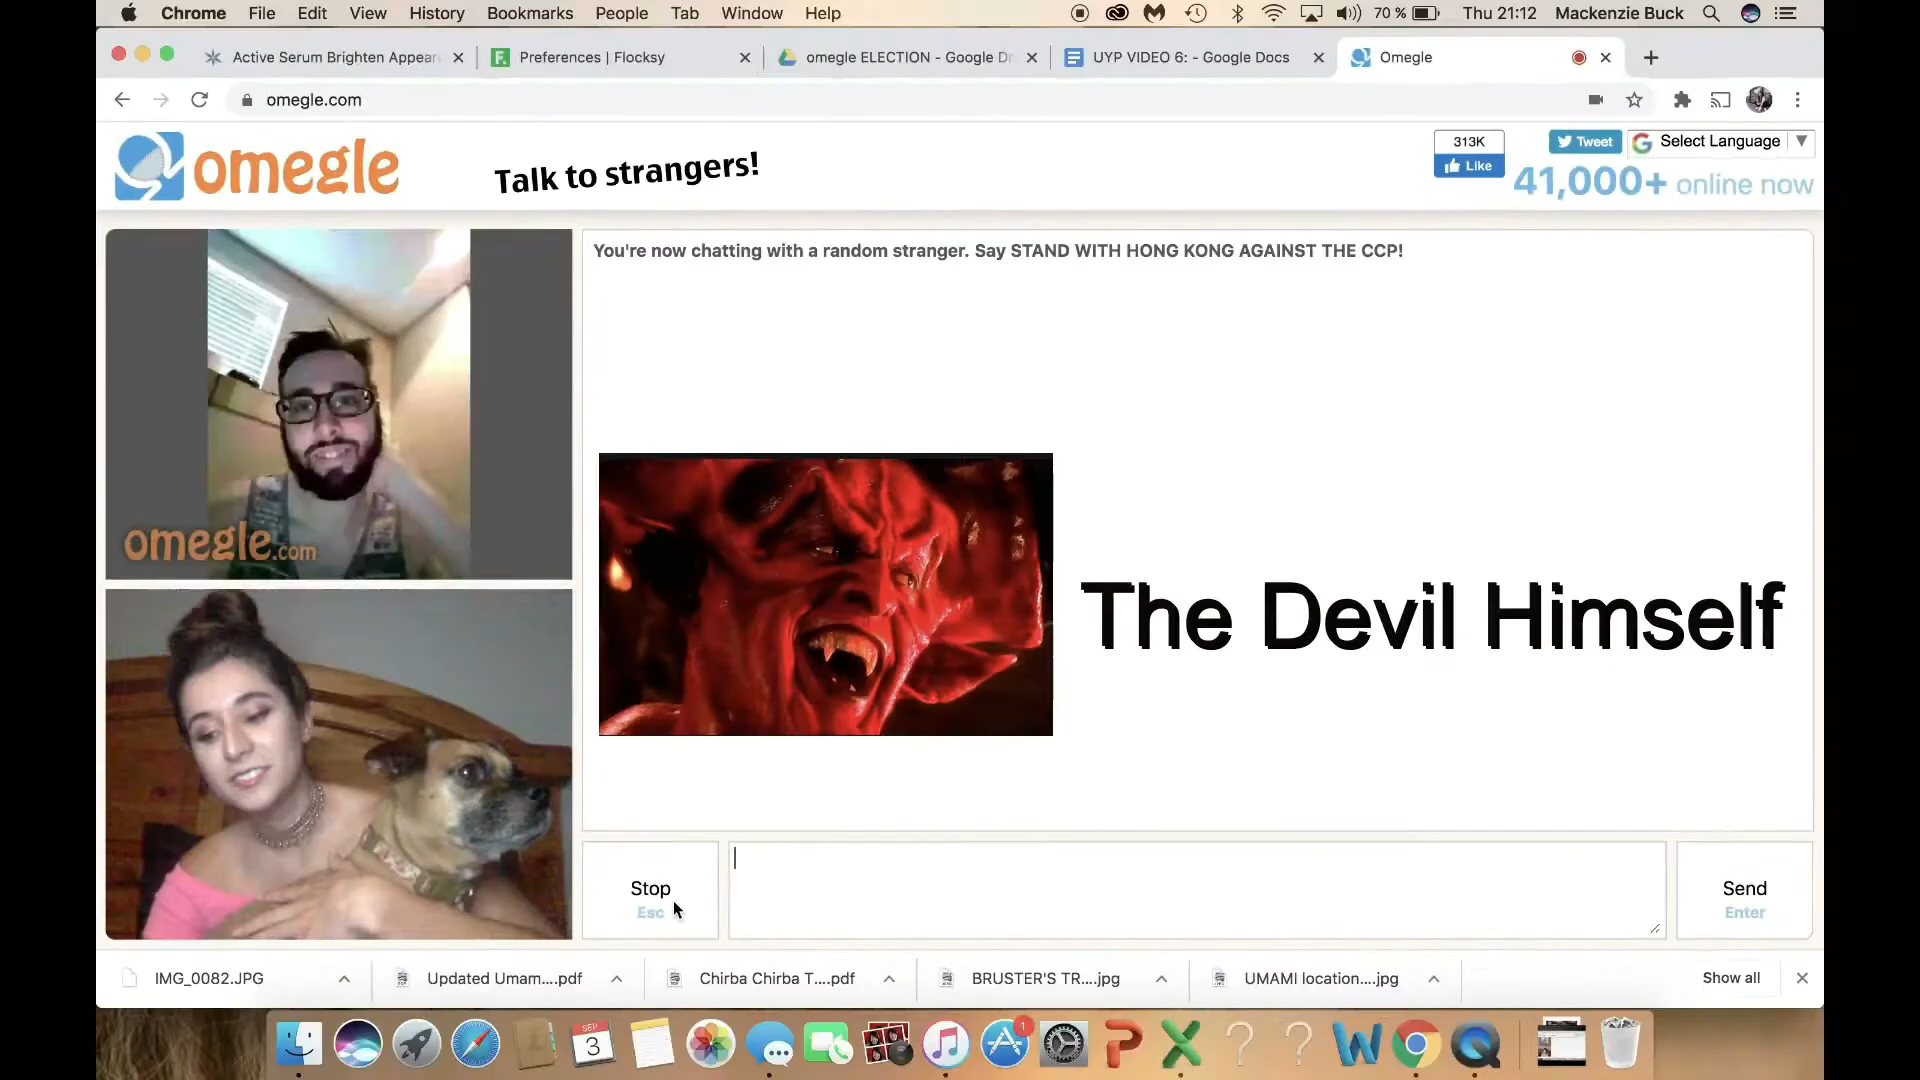 Chrome File Edit View History Bookmarks People Tab Window Help 70 % Thu 21:12 Mackenzie Buck
Active Serum Brighten Appear Preferences | Flocksy omegle ELECTION - Google Dr UYP VIDEO 6: - Google Docs Omegle
omegle.com
omegle Talk to strangers!
313K
Like
Tweet
Select Language
41,000+ online now
You're now chatting with a random stranger. Say STAND WITH HONG KONG AGAINST THE CCP!
omegle.com
The Devil Himself
Stop
Esc
Send
Enter
IMG_0082.JPG Updated Umam....pdf Chirba Chirba T....pdf BRUSTER'S TR....jpg UMAMI location....jpg Show all
SEP
3
1